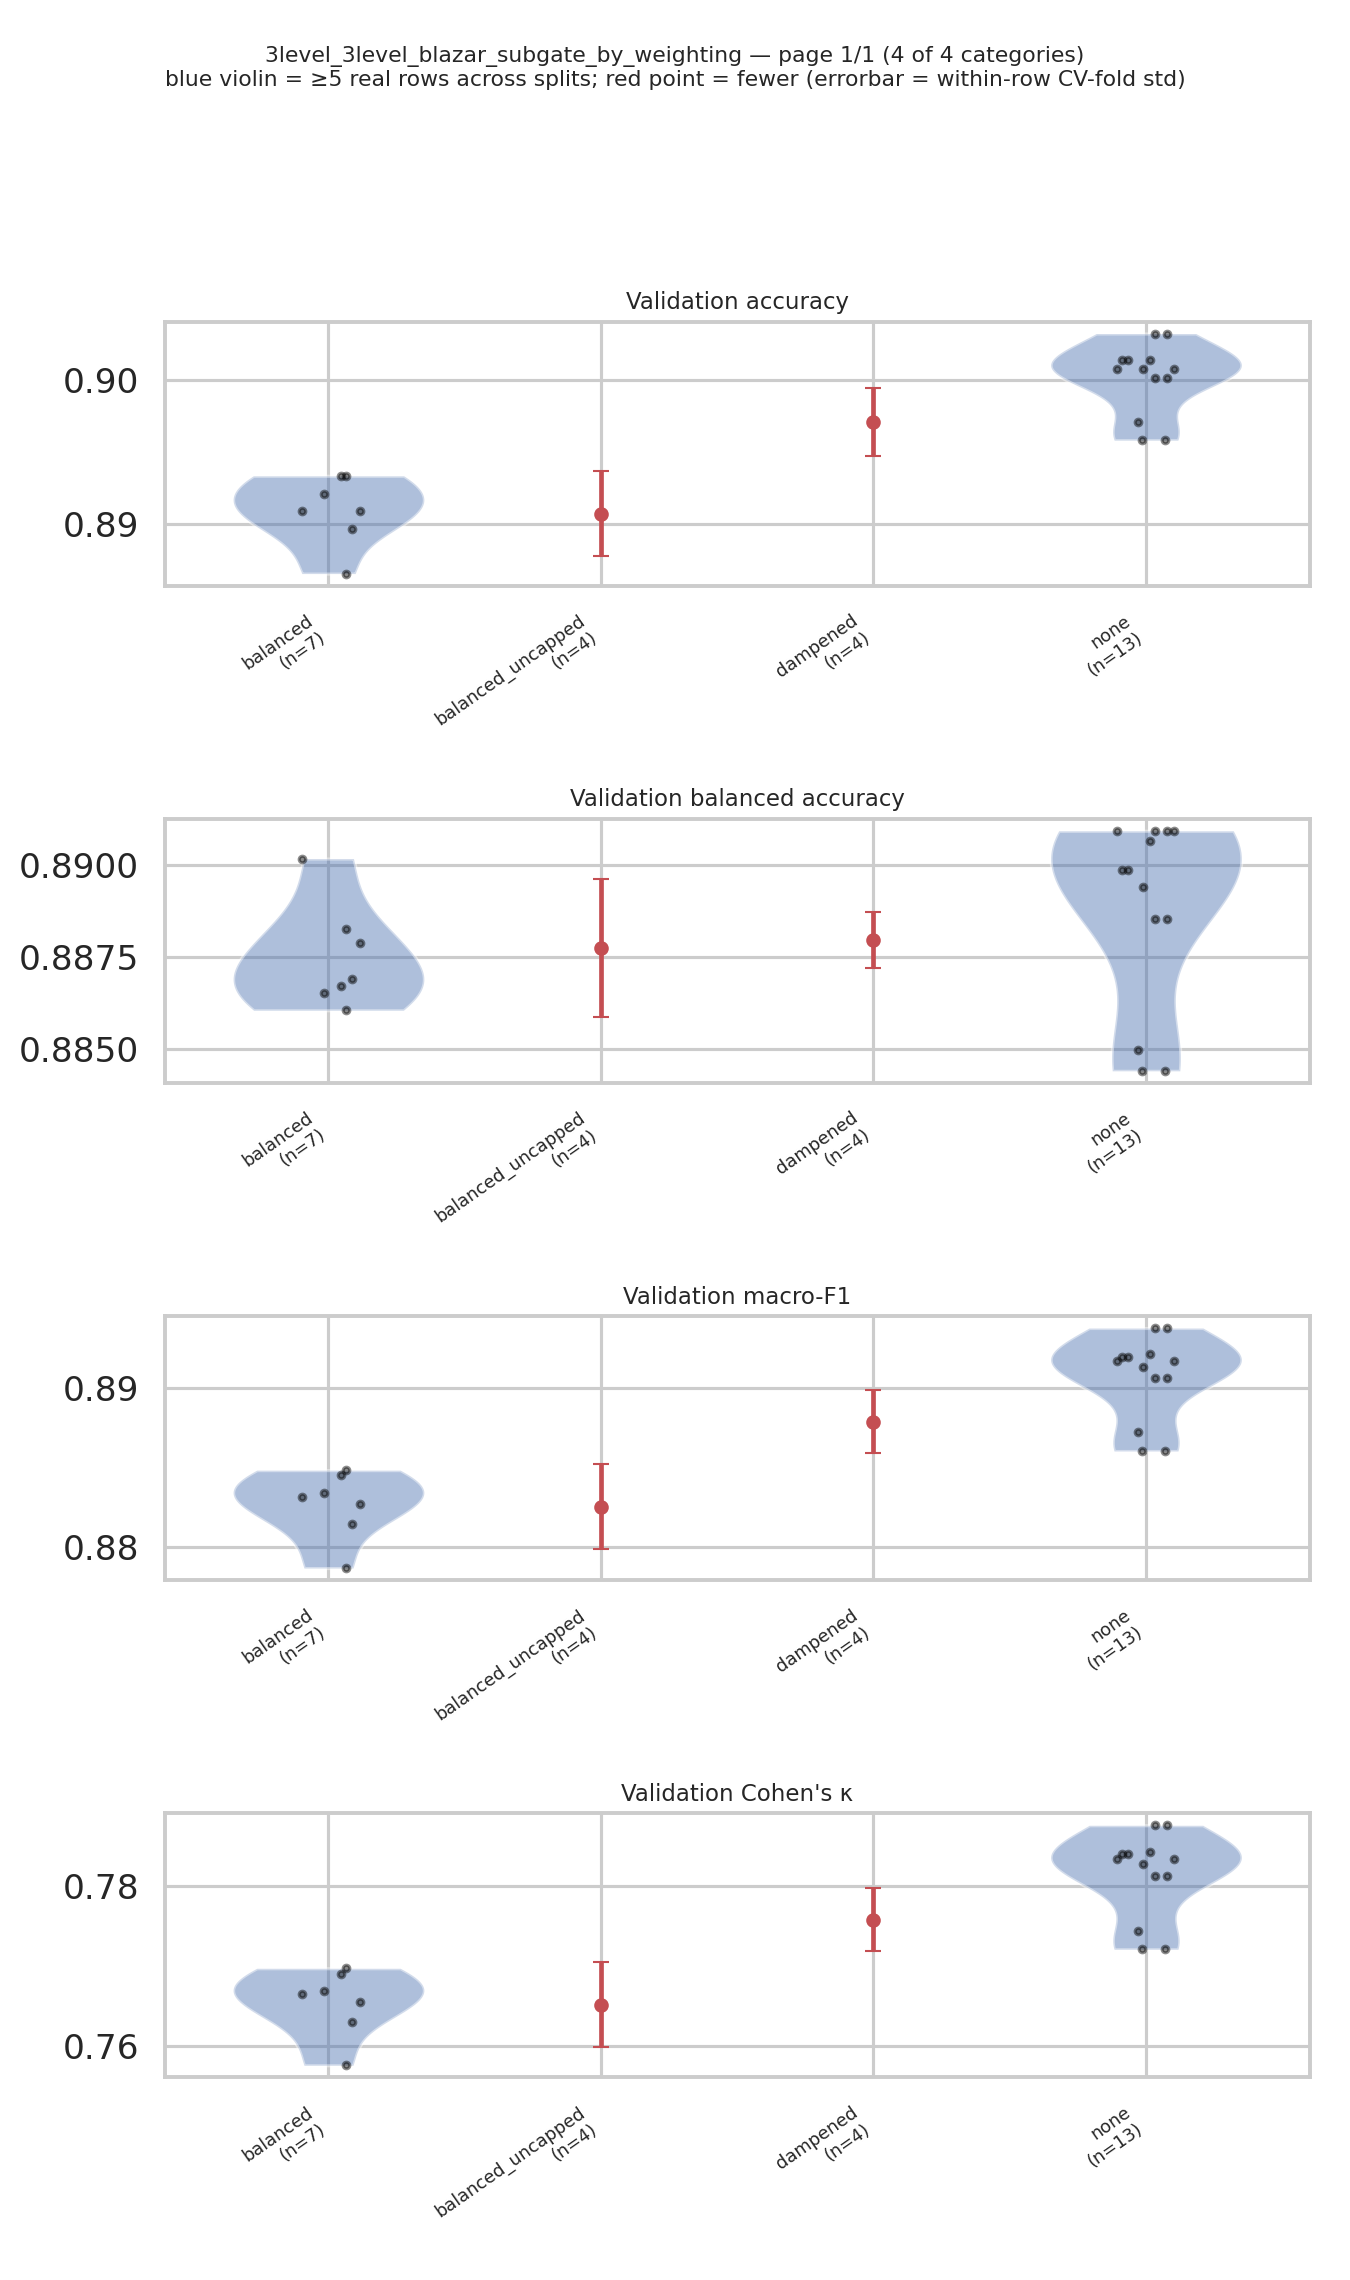 3level_3level_blazar_subgate_by_weighting — page 1/1 (4 of 4 categories)
blue violin = ≥5 real rows across splits; red point = fewer (errorbar = within-row CV-fold std)
Validation accuracy
0.90
0.89
balanced
(n=7)
balanced_uncapped
(n=4)
dampened
(n=4)
none
(n=13)
Validation balanced accuracy
0.8900
0.8875
0.8850
balanced
(n=7)
balanced_uncapped
(n=4)
dampened
(n=4)
none
(n=13)
Validation macro-F1
0.89
0.88
balanced
(n=7)
balanced_uncapped
(n=4)
dampened
(n=4)
none
(n=13)
Validation Cohen's κ
0.78
0.76
balanced
(n=7)
balanced_uncapped
(n=4)
dampened
(n=4)
none
(n=13)